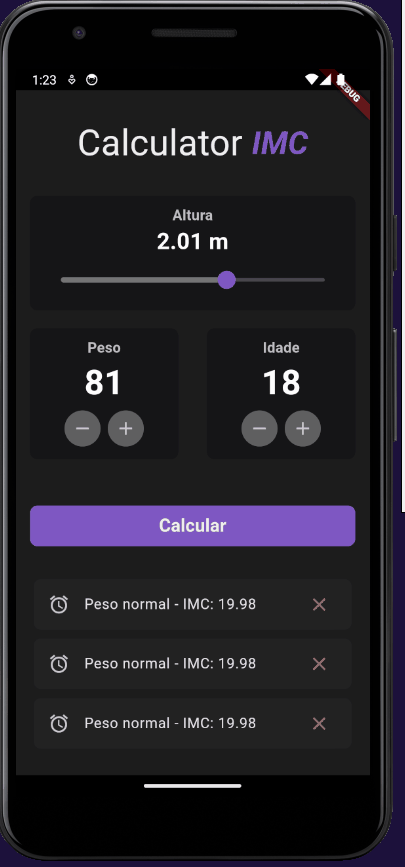 1:23
DEBUG
Calculator IMC
Altura
2.01 m
Peso
Idade
81
18
Calcular
Peso normal - IMC: 19.98
Peso normal - IMC: 19.98
Peso normal - IMC: 19.98